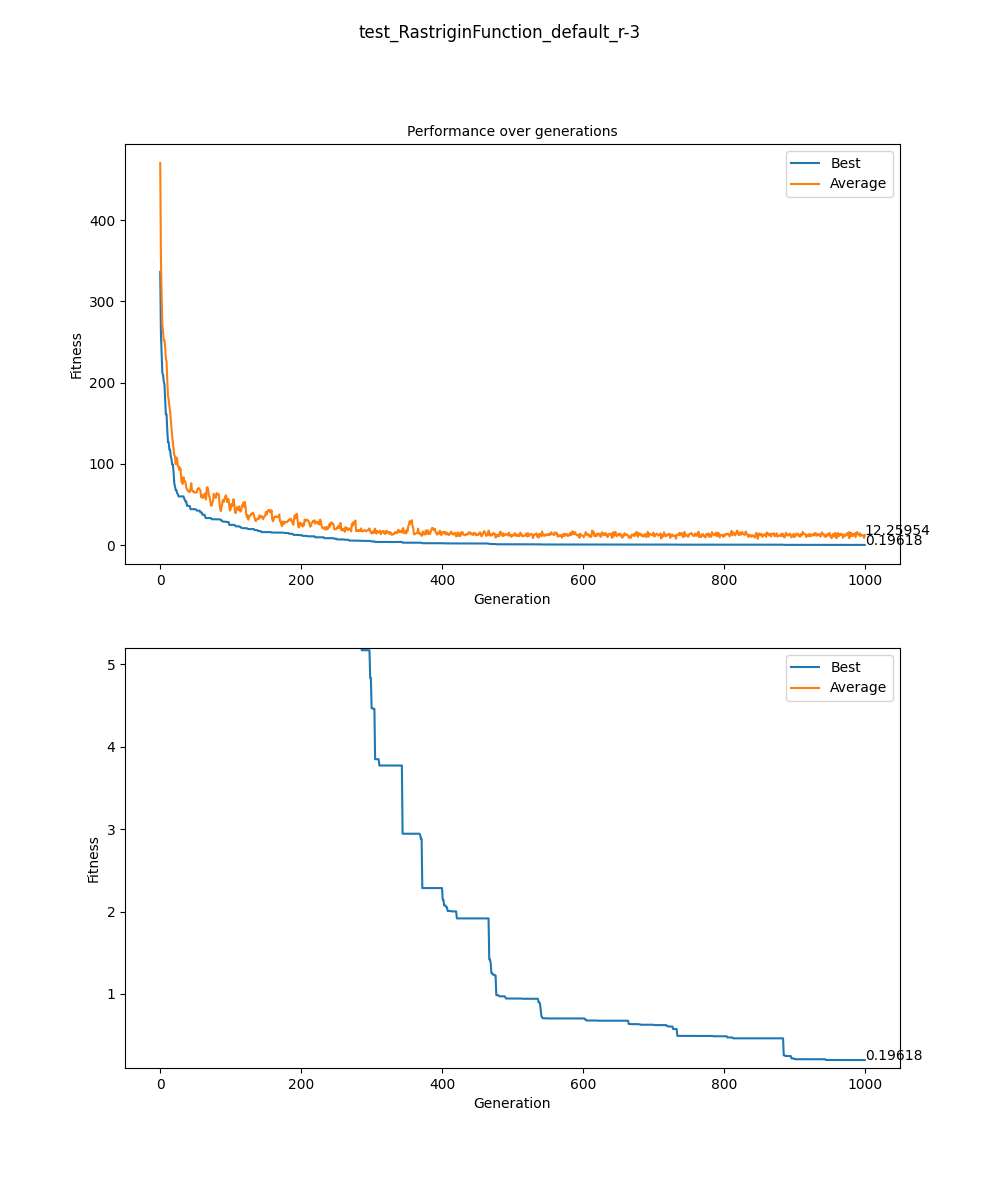 test_RastriginFunction_default_r-3
Performance over generations
Best
Average
400
300
200
100
0
Fitness
12.25954
0.19618
0 200 400 600 800 1000
Generation
Best
Average
5
4
3
2
1
Fitness
0.19618
0 200 400 600 800 1000
Generation